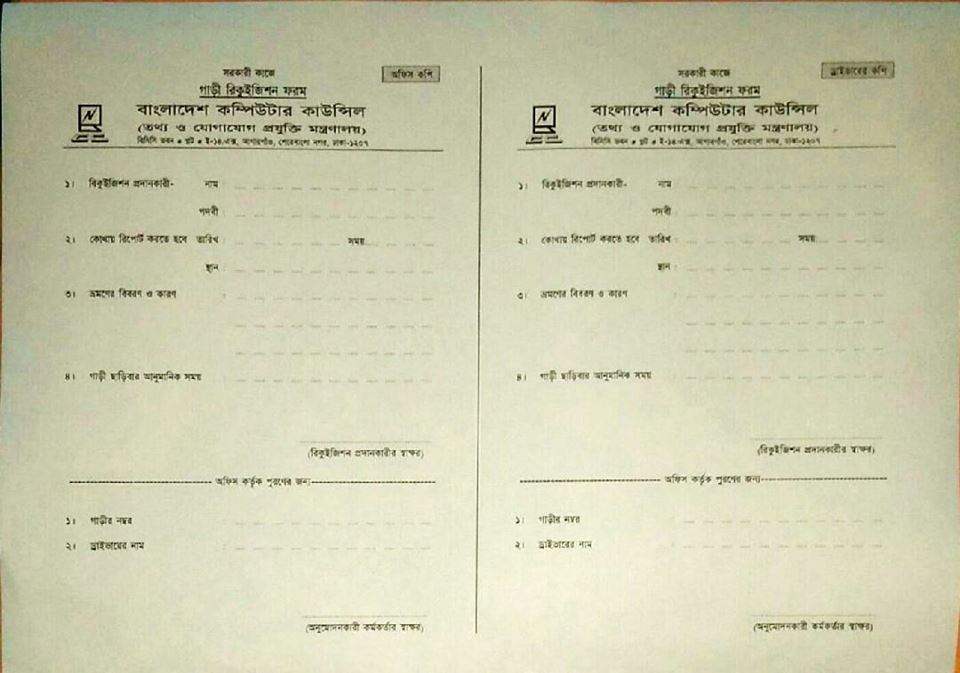 সরকারী কাজে
অফিস কপি
গাড়ী রিকুইজিশন ফরম
বাংলাদেশ কম্পিউটার কাউন্সিল
(তথ্য ও যোগাযোগ প্রযুক্তি মন্ত্রণালয়)
বিসিসি ভবন # প্লট # ই-১৪/এক্স, আগারগাঁও, শেরেবাংলা নগর, ঢাকা-১২০৭
১। রিকুইজিশন প্রদানকারী- নাম :
পদবী :
২। কোথায় রিপোর্ট করতে হবে তারিখ : সময়
স্থান :
৩। ভ্রমণের বিবরণ ও কারণ :
৪। গাড়ী ছাড়িবার আনুমানিক সময়
(রিকুইজিশন প্রদানকারীর স্বাক্ষর)
অফিস কর্তৃক পুরণের জন্য
১। গাড়ীর নম্বর
২। ড্রাইভারের নাম
(অনুমোদনকারী কর্মকর্তার স্বাক্ষর)
সরকারী কাজে
ড্রাইভারের কপি
গাড়ী রিকুইজিশন ফরম
বাংলাদেশ কম্পিউটার কাউন্সিল
(তথ্য ও যোগাযোগ প্রযুক্তি মন্ত্রণালয়)
বিসিসি ভবন # প্লট # ই-১৪/এক্স, আগারগাঁও, শেরেবাংলা নগর, ঢাকা-১২০৭
১। রিকুইজিশন প্রদানকারী- নাম :
পদবী :
২। কোথায় রিপোর্ট করতে হবে তারিখ : সময়
স্থান :
৩। ভ্রমণের বিবরণ ও কারণ
৪। গাড়ী ছাড়িবার আনুমানিক সময়
(রিকুইজিশন প্রদানকারীর স্বাক্ষর)
অফিস কর্তৃক পুরণের জন্য
১। গাড়ীর নম্বর
২। ড্রাইভারের নাম
(অনুমোদনকারী কর্মকর্তার স্বাক্ষর)